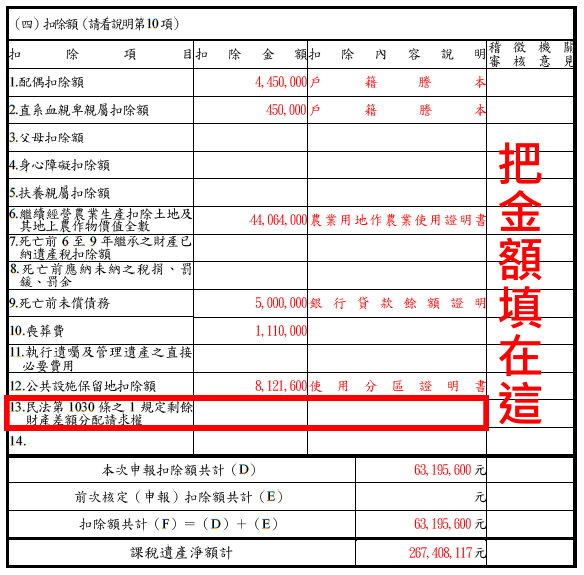 (四)扣除額(請看說明第10項)
扣除項目 扣除金額 扣除內容說明 稽徵機關審核意見
1.配偶扣除額 4,450,000 戶籍謄本
2.直系血親卑親屬扣除額 450,000 戶籍謄本
3.父母扣除額
4.身心障礙扣除額
5.扶養親屬扣除額
6.繼續經營農業生產扣除土地及
其地上農作物價值全數 44,064,000 農業用地作農業使用證明書
7.死亡前6至9年繼承之財產已
納遺產稅扣除額
8.死亡前應納未納之稅捐、罰
鍰、罰金
9.死亡前未償債務 5,000,000 銀行貸款餘額證明
10.喪葬費 1,110,000
11.執行遺囑及管理遺產之直接
必要費用
12.公共設施保留地扣除額 8,121,600 使用分區證明書
13.民法第1030條之1規定剩餘
財產差額分配請求權
14.
本次申報扣除額共計(D) 63,195,600元
前次核定(申報)扣除額共計(E) 元
扣除額共計(F)=(D)+(E) 63,195,600元
課稅遺產淨額計 267,408,117元
把金額填在這